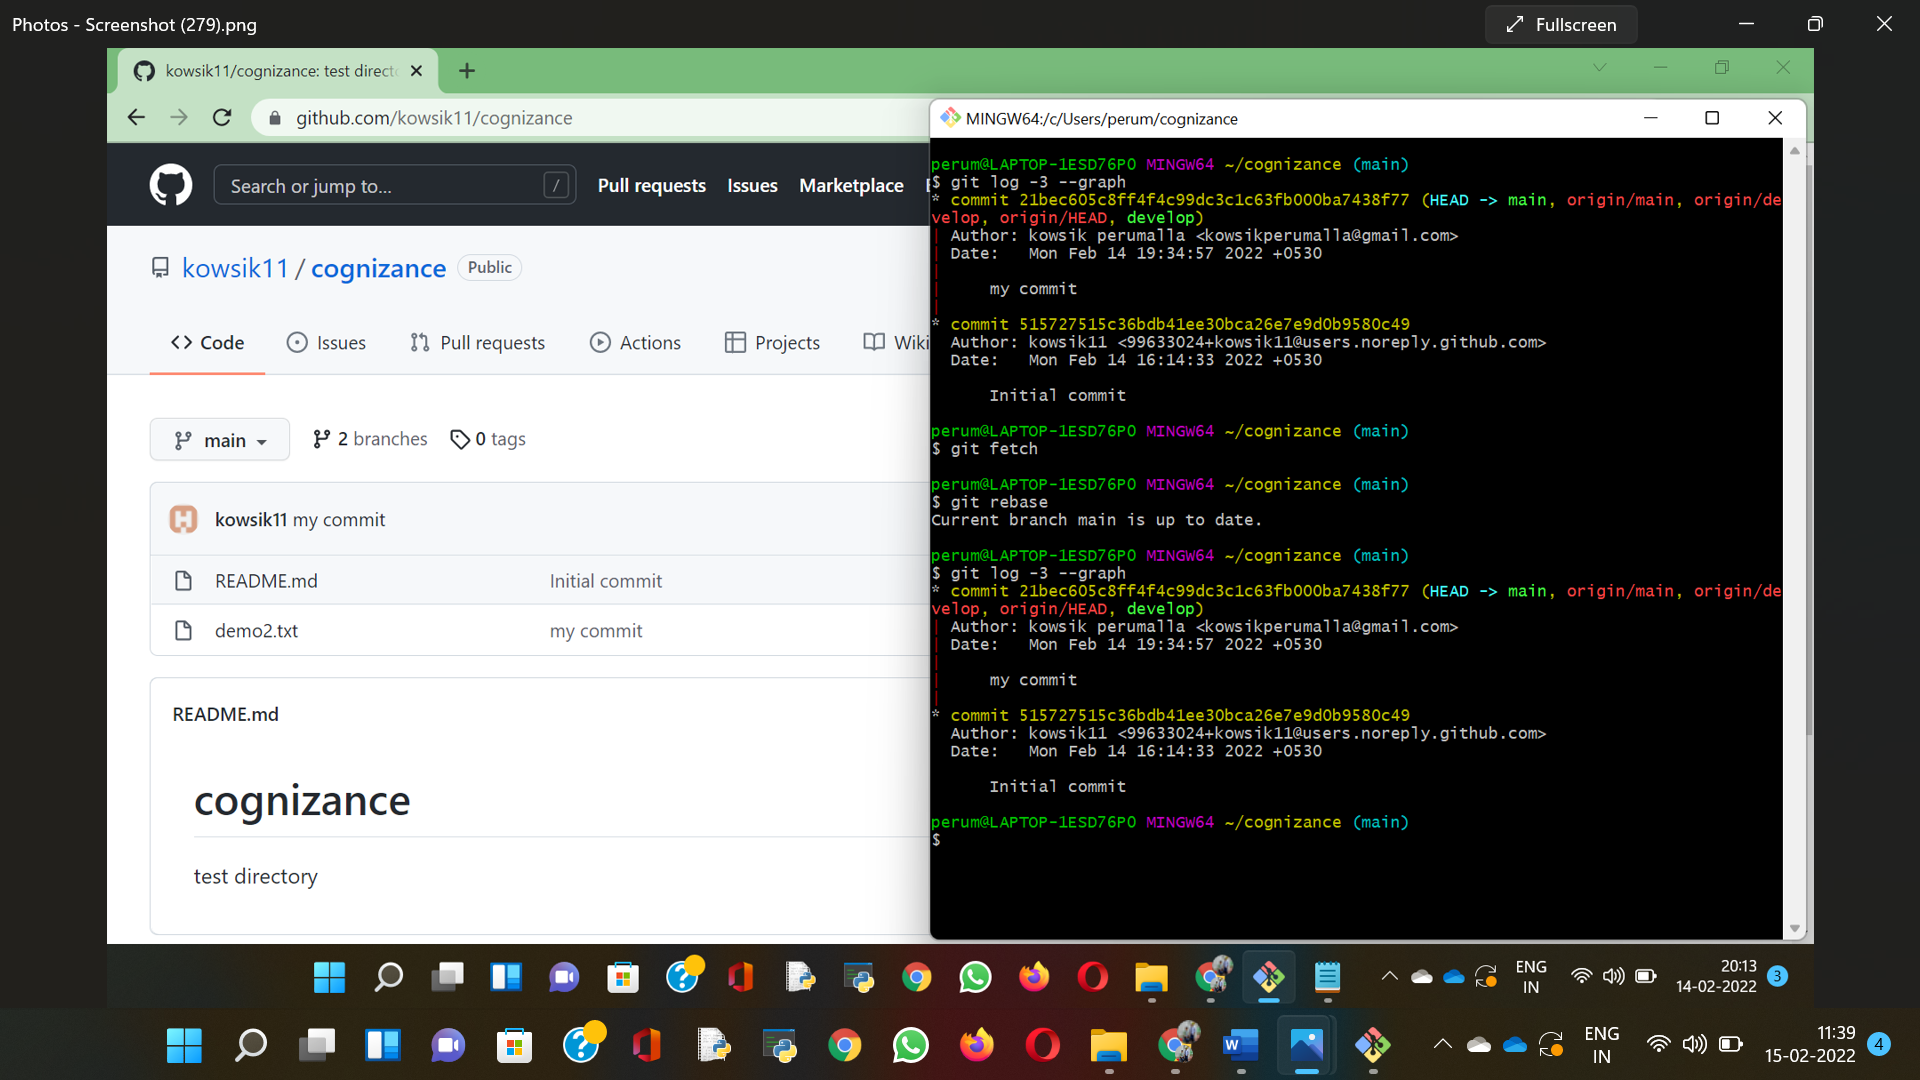 Photos - Screenshot (279).png
Fullscreen
kowsik11/cognizance: test direct
github.com/kowsik11/cognizance
Search or jump to...
/
Pull requests
Issues
Marketplace
kowsik11 / cognizance
Public
Code
Issues
Pull requests
Actions
Projects
Wiki
main
2 branches
0 tags
kowsik11 my commit
README.md
Initial commit
demo2.txt
my commit
README.md
cognizance
test directory
MINGW64:/c/Users/perum/cognizance
perum@LAPTOP-1ESD76P0 MINGW64 ~/cognizance (main)
$ git log -3 --graph
* commit 21bec605c8ff4f4c99dc3c1c63fb000ba7438f77 (HEAD -> main, origin/main, origin/de
velop, origin/HEAD, develop)
| Author: kowsik perumalla <kowsikperumalla@gmail.com>
| Date:   Mon Feb 14 19:34:57 2022 +0530
|
|     my commit
|
* commit 515727515c36bdb41ee30bca26e7e9d0b9580c49
  Author: kowsik11 <99633024+kowsik11@users.noreply.github.com>
  Date:   Mon Feb 14 16:14:33 2022 +0530
      Initial commit
perum@LAPTOP-1ESD76P0 MINGW64 ~/cognizance (main)
$ git fetch
perum@LAPTOP-1ESD76P0 MINGW64 ~/cognizance (main)
$ git rebase
Current branch main is up to date.
perum@LAPTOP-1ESD76P0 MINGW64 ~/cognizance (main)
$ git log -3 --graph
* commit 21bec605c8ff4f4c99dc3c1c63fb000ba7438f77 (HEAD -> main, origin/main, origin/de
velop, origin/HEAD, develop)
| Author: kowsik perumalla <kowsikperumalla@gmail.com>
| Date:   Mon Feb 14 19:34:57 2022 +0530
|
|     my commit
|
* commit 515727515c36bdb41ee30bca26e7e9d0b9580c49
  Author: kowsik11 <99633024+kowsik11@users.noreply.github.com>
  Date:   Mon Feb 14 16:14:33 2022 +0530
      Initial commit
perum@LAPTOP-1ESD76P0 MINGW64 ~/cognizance (main)
$
ENG
IN
20:13
14-02-2022
3
ENG
IN
11:39
15-02-2022
4